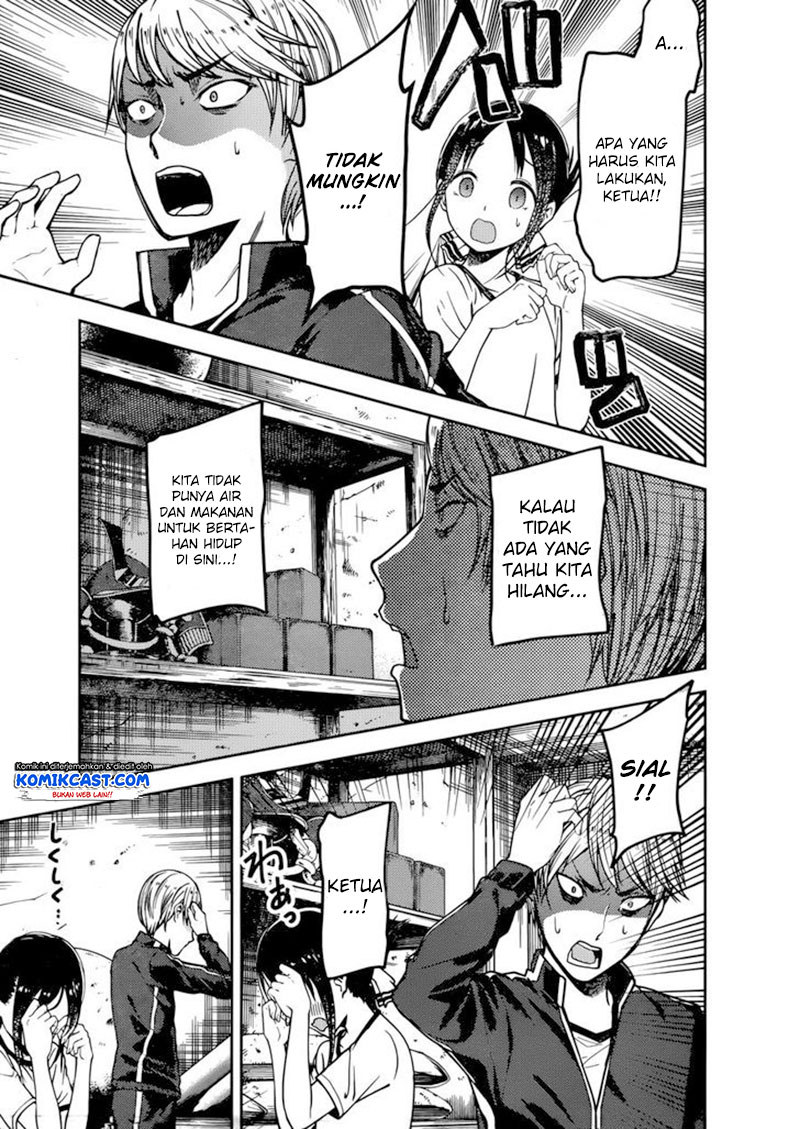 A...
APA YANG
HARUS KITA
LAKUKAN,
KETUA!!
TIDAK
MUNGKIN
...!
KALAU
TIDAK
ADA YANG
TAHU KITA
HILANG...
KITA TIDAK
PUNYA AIR
DAN MAKANAN
UNTUK BERTA-
HAN HIDUP
DI SINI...!
SIAL
!!
KETUA
...!
わぁっ
しくしく…
Komik ini diterjemahkan & diedit oleh
KOMIKCAST.COM
BUKAN WEB LAIN!!